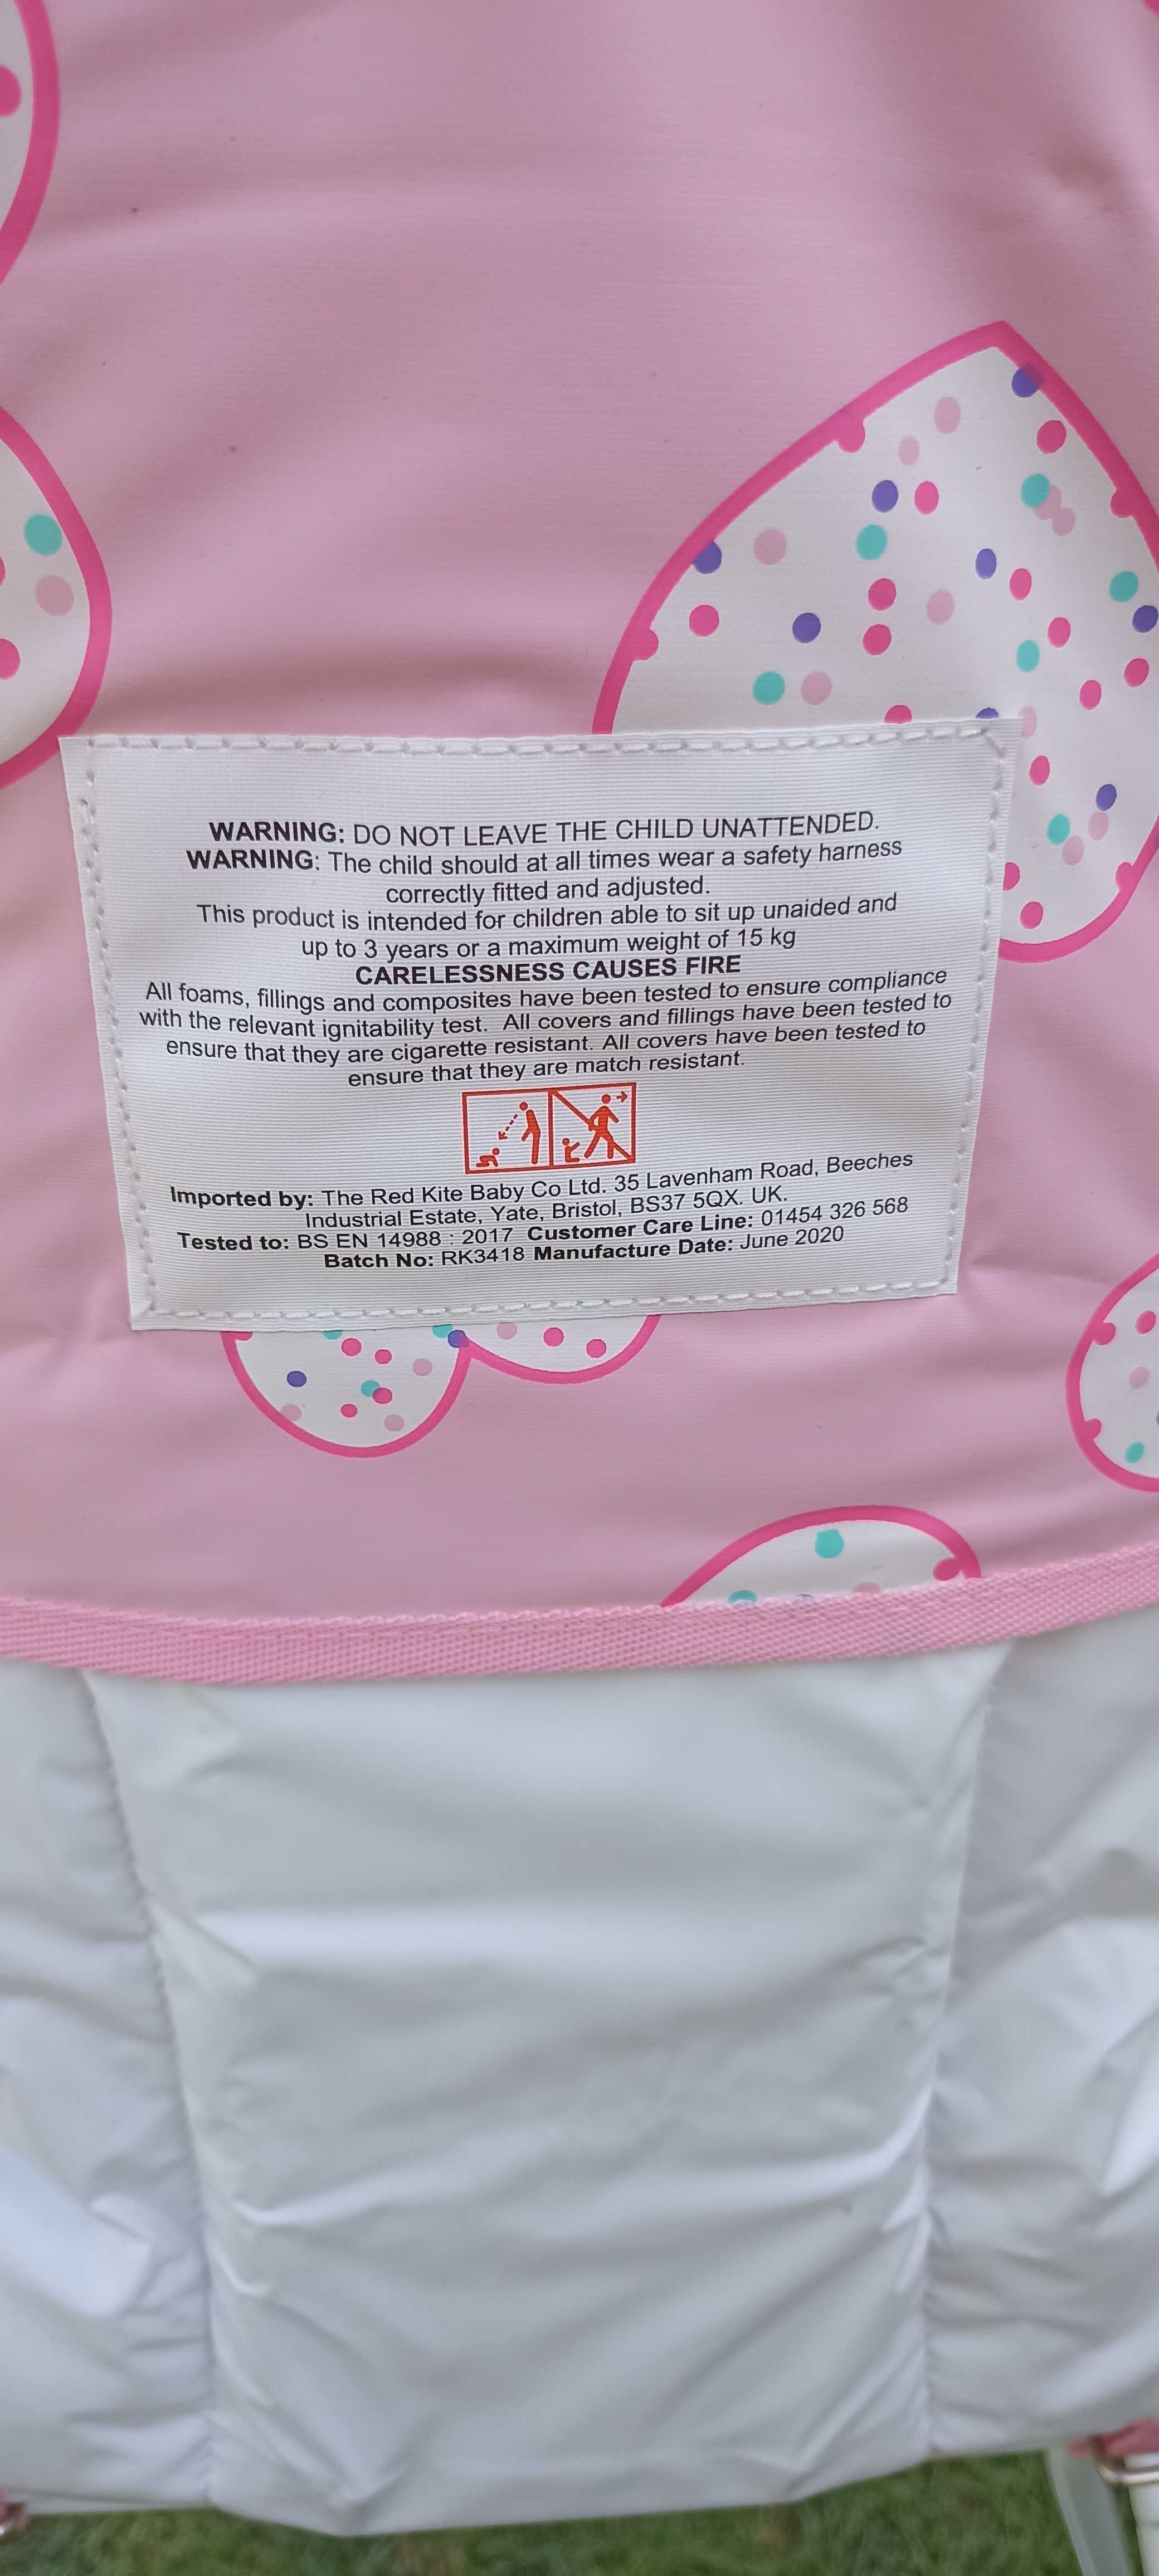 WARNING: DO NOT LEAVE THE CHILD UNATTENDED.
WARNING: The child should at all times wear a safety harness
correctly fitted and adjusted.
This product is intended for children able to sit up unaided and
up to 3 years or a maximum weight of 15 kg
CARELESSNESS CAUSES FIRE
All foams, fillings and composites have been tested to ensure compliance
with the relevant ignitability test. All covers and fillings have been tested to
ensure that they are cigarette resistant. All covers have been tested to
ensure that they are match resistant.
Imported by: The Red Kite Baby Co Ltd. 35 Lavenham Road, Beeches
Industrial Estate, Yate, Bristol, BS37 5QX. UK.
Tested to: BS EN 14988 : 2017 Customer Care Line: 01454 326 568
Batch No: RK3418 Manufacture Date: June 2020